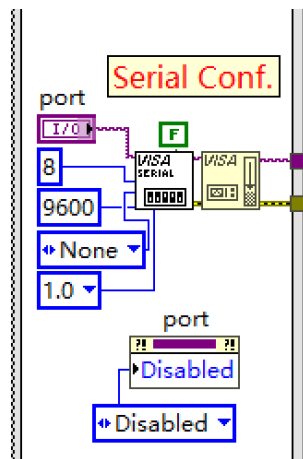 Serial Conf.
port
I/O
F
8
VISA
SERIAL
VISA
9600
None
1.0
port
?! ?!
Disabled
Disabled